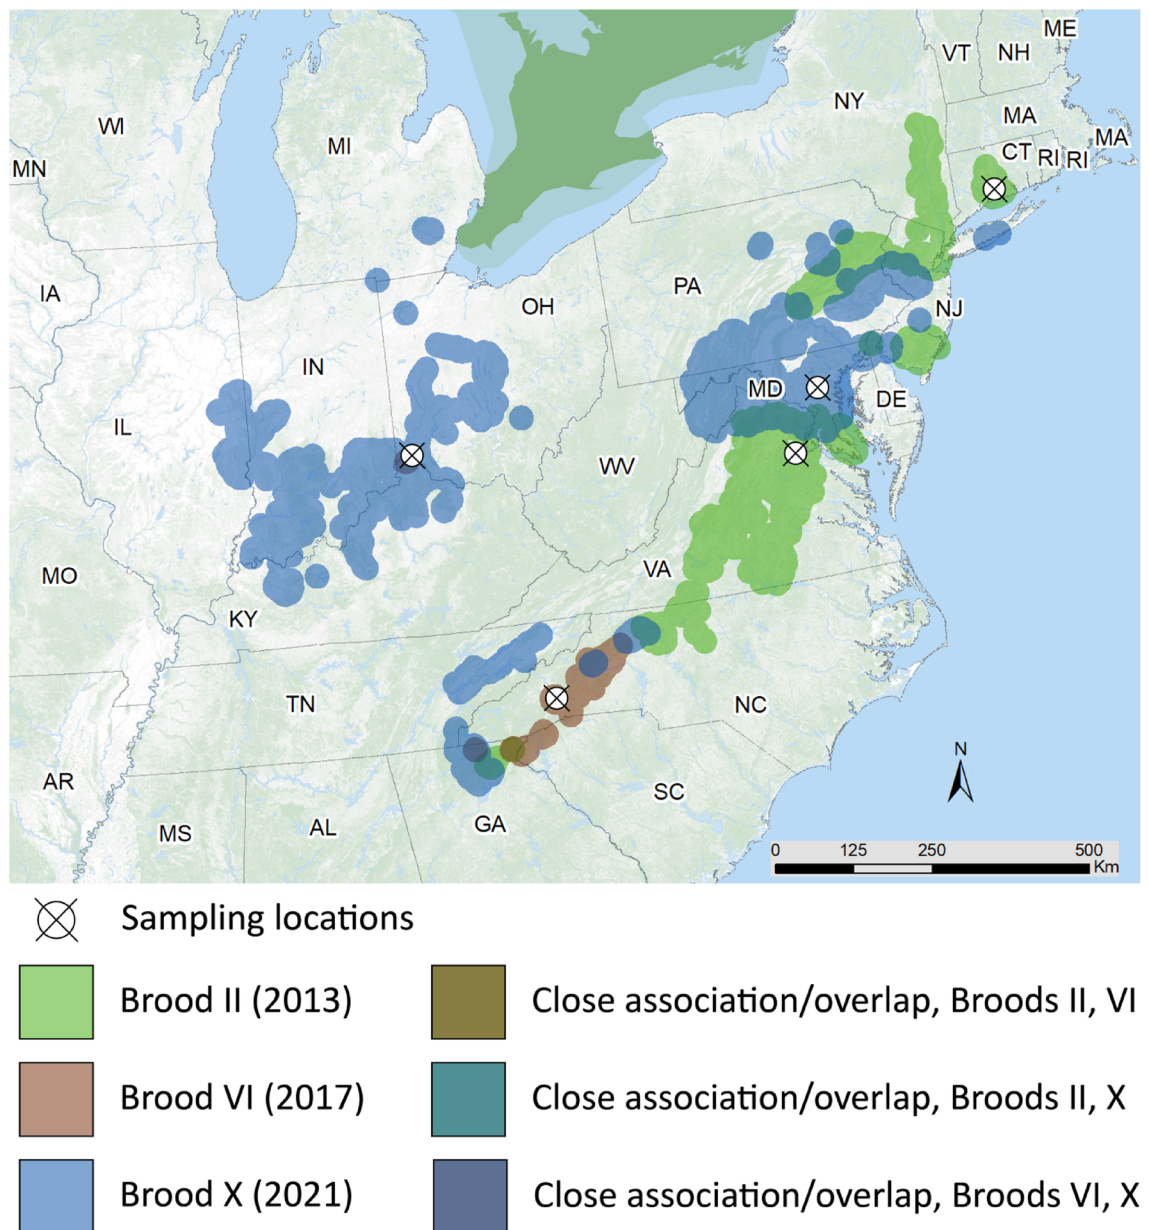 ME
VT NH
NY
MA
WI
MA
MI
CT RI RI
MN
IA
PA
OH
NJ
IN
MD
DE
IL
WV
VA
MO
KY
TN
NC
N
AR
SC
GA
AL
MS
0 125 250 500
Km
Sampling locations
Brood II (2013)
Close association/overlap, Broods II, VI
Brood VI (2017)
Close association/overlap, Broods II, X
Brood X (2021)
Close association/overlap, Broods VI, X